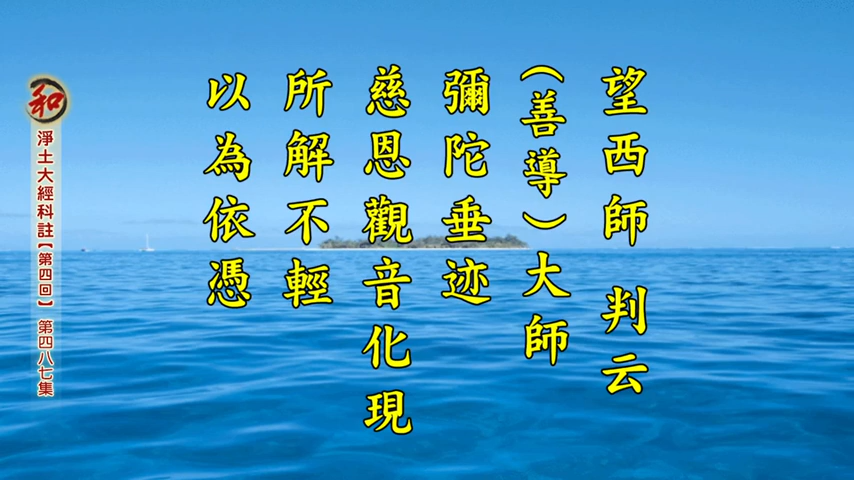 望西師 判云
(善導)大師
彌陀垂迹
慈恩觀音化現
所解不輕
以為依憑
和
淨土大經科註【第四回】 第四八七集